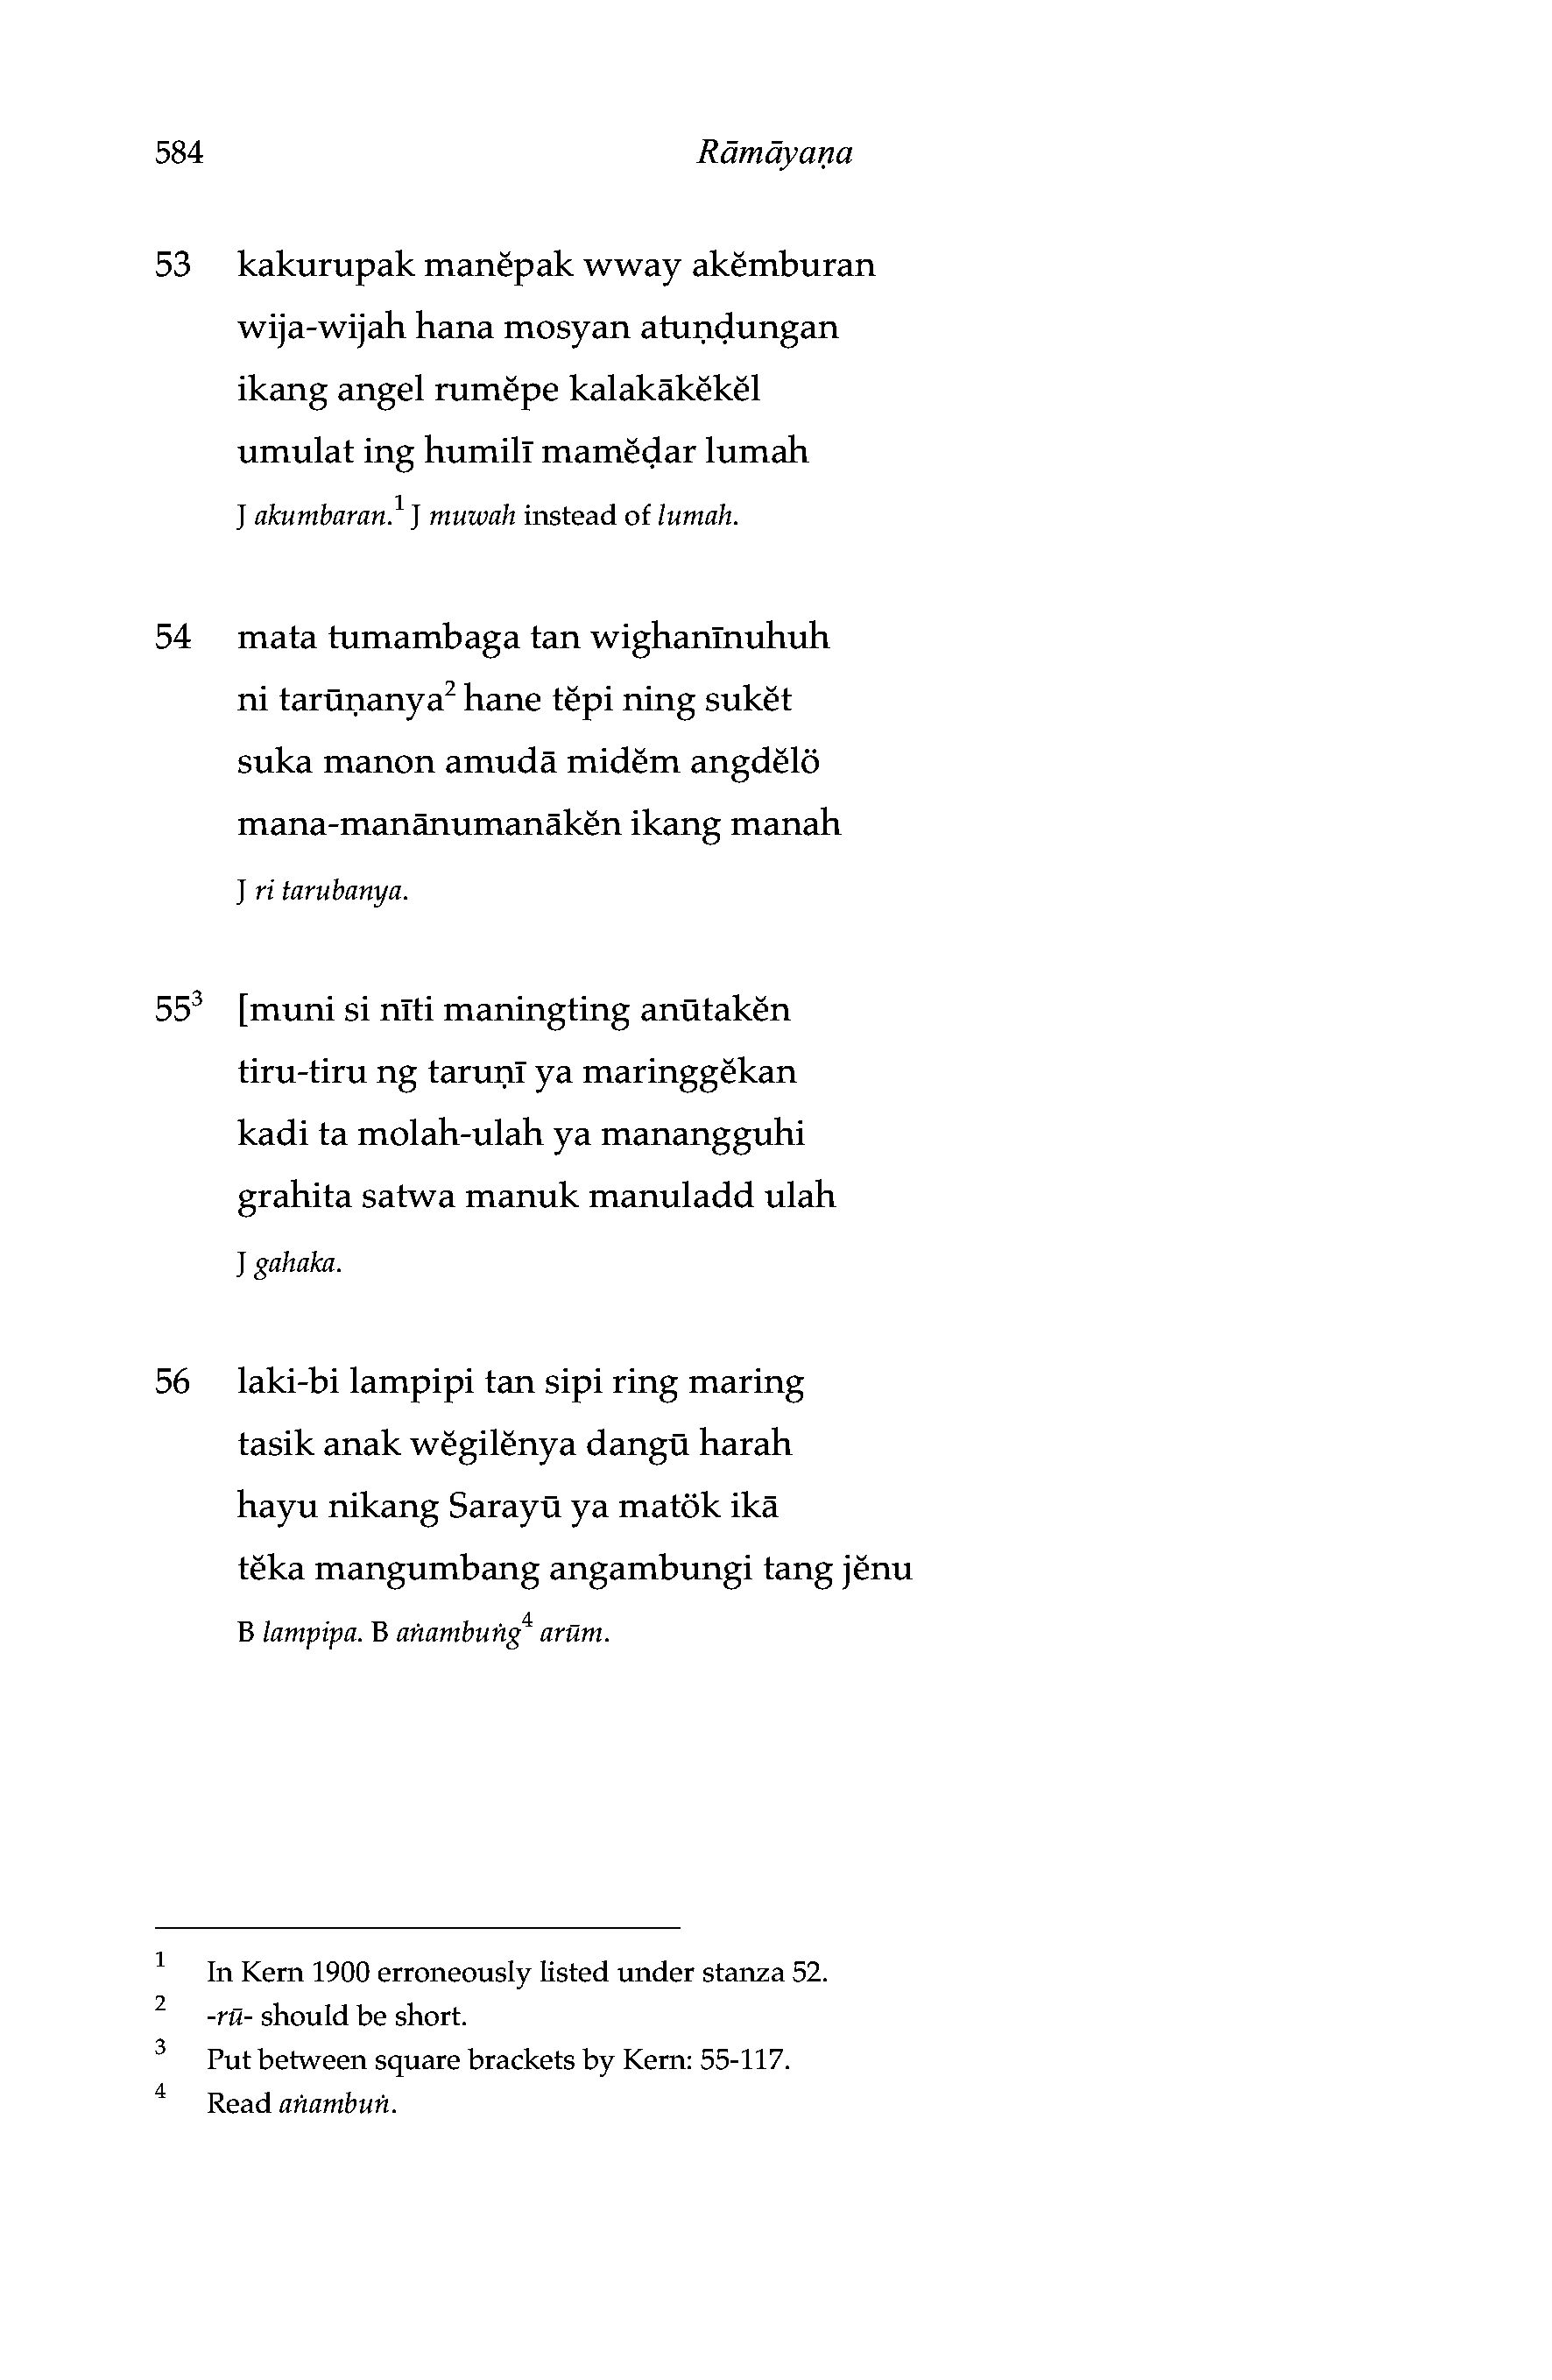 584 Rāmāyaṇa
53 kakurupak manĕpak wway akĕmburan
wija-wijah hana mosyan atuṇḍungan
ikang angel rumĕpe kalakākĕkĕl
umulat ing humilī mamĕḍar lumah
J akumbaran.¹ J muwah instead of lumah.
54 mata tumambaga tan wighanīnuhuh
ni tarūṇanya² hane tĕpi ning sukĕt
suka manon amudā midĕm angdĕlö
mana-manānumanākĕn ikang manah
J ri tarubanya.
55³ [muni si nīti maningting anūtakĕn
tiru-tiru ng taruṇī ya maringgĕkan
kadi ta molah-ulah ya manangguhi
grahita satwa manuk manuladd ulah
J gahaka.
56 laki-bi lampipi tan sipi ring maring
tasik anak wĕgilĕnya dangū harah
hayu nikang Sarayū ya matök ikā
tĕka mangumbang angambungi tang jĕnu
B lampipa. B aṅambuṅg⁴ arūm.
1 In Kern 1900 erroneously listed under stanza 52.
2 -rū- should be short.
3 Put between square brackets by Kern: 55-117.
4 Read aṅambuṅ.